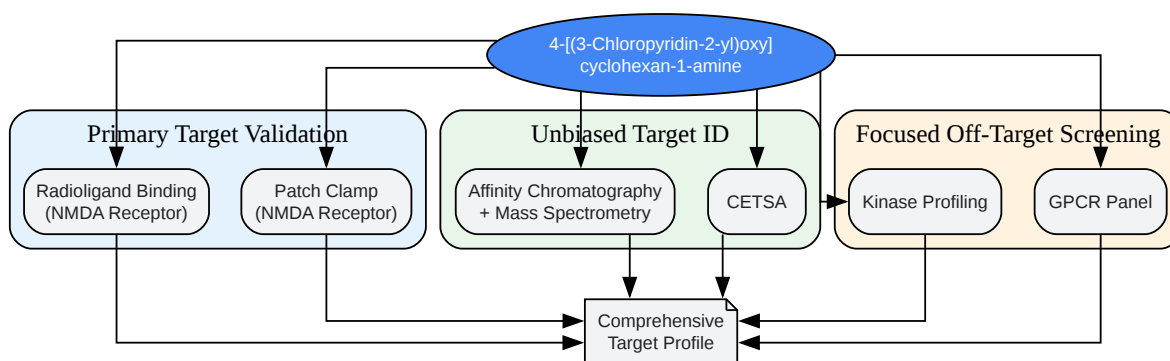 4-[(3-Chloropyridin-2-yl)oxy]
cyclohexan-1-amine
Primary Target Validation
Unbiased Target ID
Focused Off-Target Screening
Radioligand Binding
(NMDA Receptor)
Patch Clamp
(NMDA Receptor)
Affinity Chromatography
+ Mass Spectrometry
CETSA
Kinase Profiling
GPCR Panel
Comprehensive
Target Profile